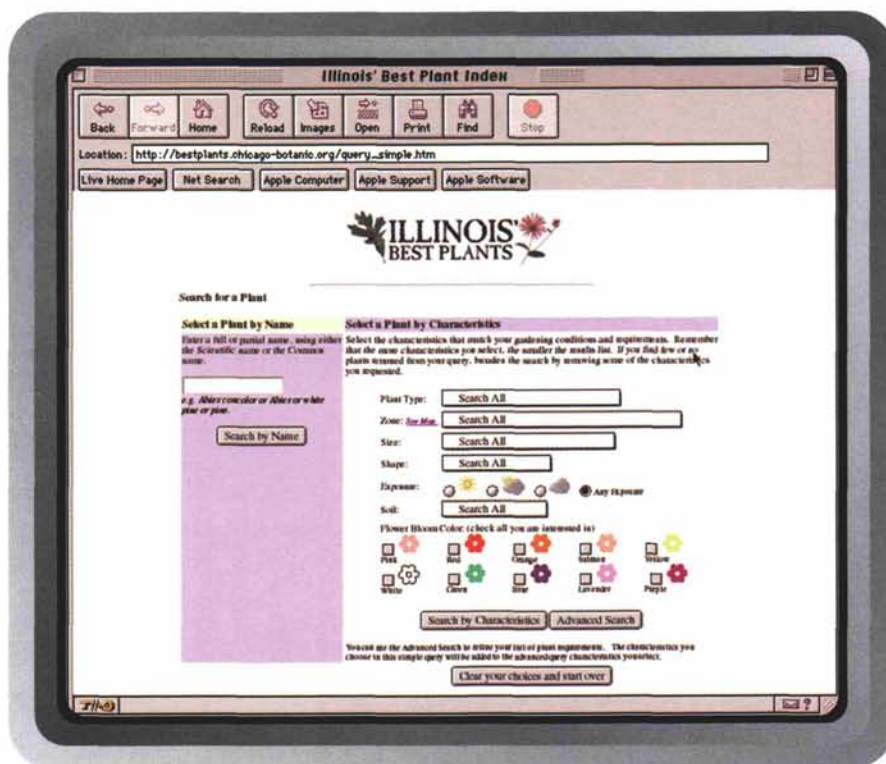 Illinois' Best Plant Index
Back Forward Home Reload Images Open Print Find Stop
Location: http://bestplants.chicago-botanic.org/query_simple.htm
Live Home Page Net Search Apple Computer Apple Support Apple Software
ILLINOIS'
BEST PLANTS
Search for a Plant
Select a Plant by Name
Enter a full or partial name, using either
the Scientific name or the Common
name.
e.g. Abies concolor or Abies or white
pine or pine.
Search by Name
Select a Plant by Characteristics
Select the characteristics that match your gardening conditions and requirements. Remember
that the more characteristics you select, the smaller the results list. If you find few or no
plants returned from your query, broaden the search by removing some of the characteristics
you requested.
Plant Type: Search All
Zone: See Map Search All
Size: Search All
Shape: Search All
Exposure: Any Exposure
Soil: Search All
Flower Bloom Color: (check all you are interested in)
Pink Red Orange Salmon Yellow
White Green Blue Lavender Purple
Search by Characteristics Advanced Search
You can use the Advanced Search to refine your list of plant requirements. The characteristics you
choose in this simple query will be added to the advanced query characteristics you select.
Clear your choices and start over
?